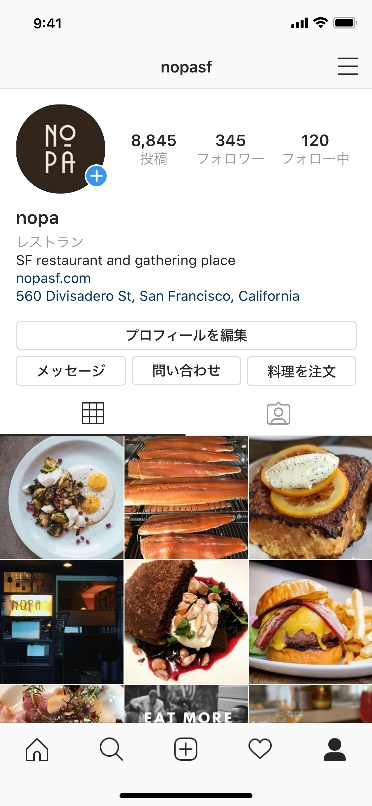 9:41
nopasf
NO
PA
8,845 345 120
投稿 フォロワー フォロー中
nopa
レストラン
SF restaurant and gathering place
nopasf.com
560 Divisadero St, San Francisco, California
プロフィールを編集
メッセージ 問い合わせ 料理を注文
NOPA
EAT MORE